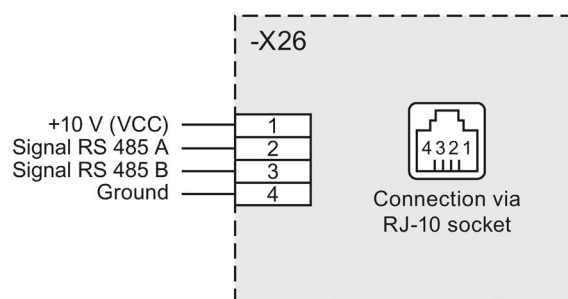 -X26
+10 V (VCC) 1
Signal RS 485 A 2
Signal RS 485 B 3
Ground 4
4321
Connection via
RJ-10 socket